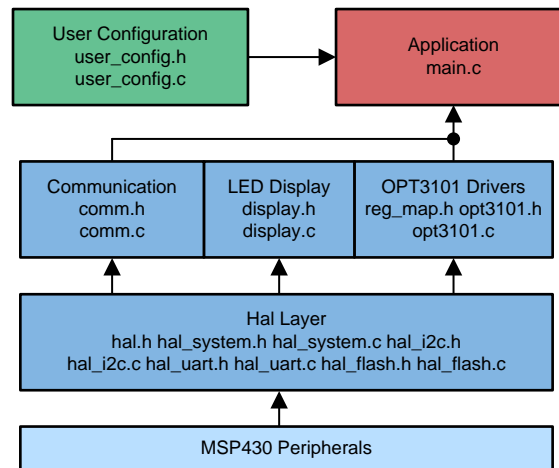 User Configuration
user_config.h
user_config.c
Application
main.c
Communication
comm.h
comm.c
LED Display
display.h
display.c
OPT3101 Drivers
reg_map.h opt3101.h
opt3101.c
Hal Layer
hal.h hal_system.h hal_system.c hal_i2c.h
hal_i2c.c hal_uart.h hal_uart.c hal_flash.h hal_flash.c
MSP430 Peripherals